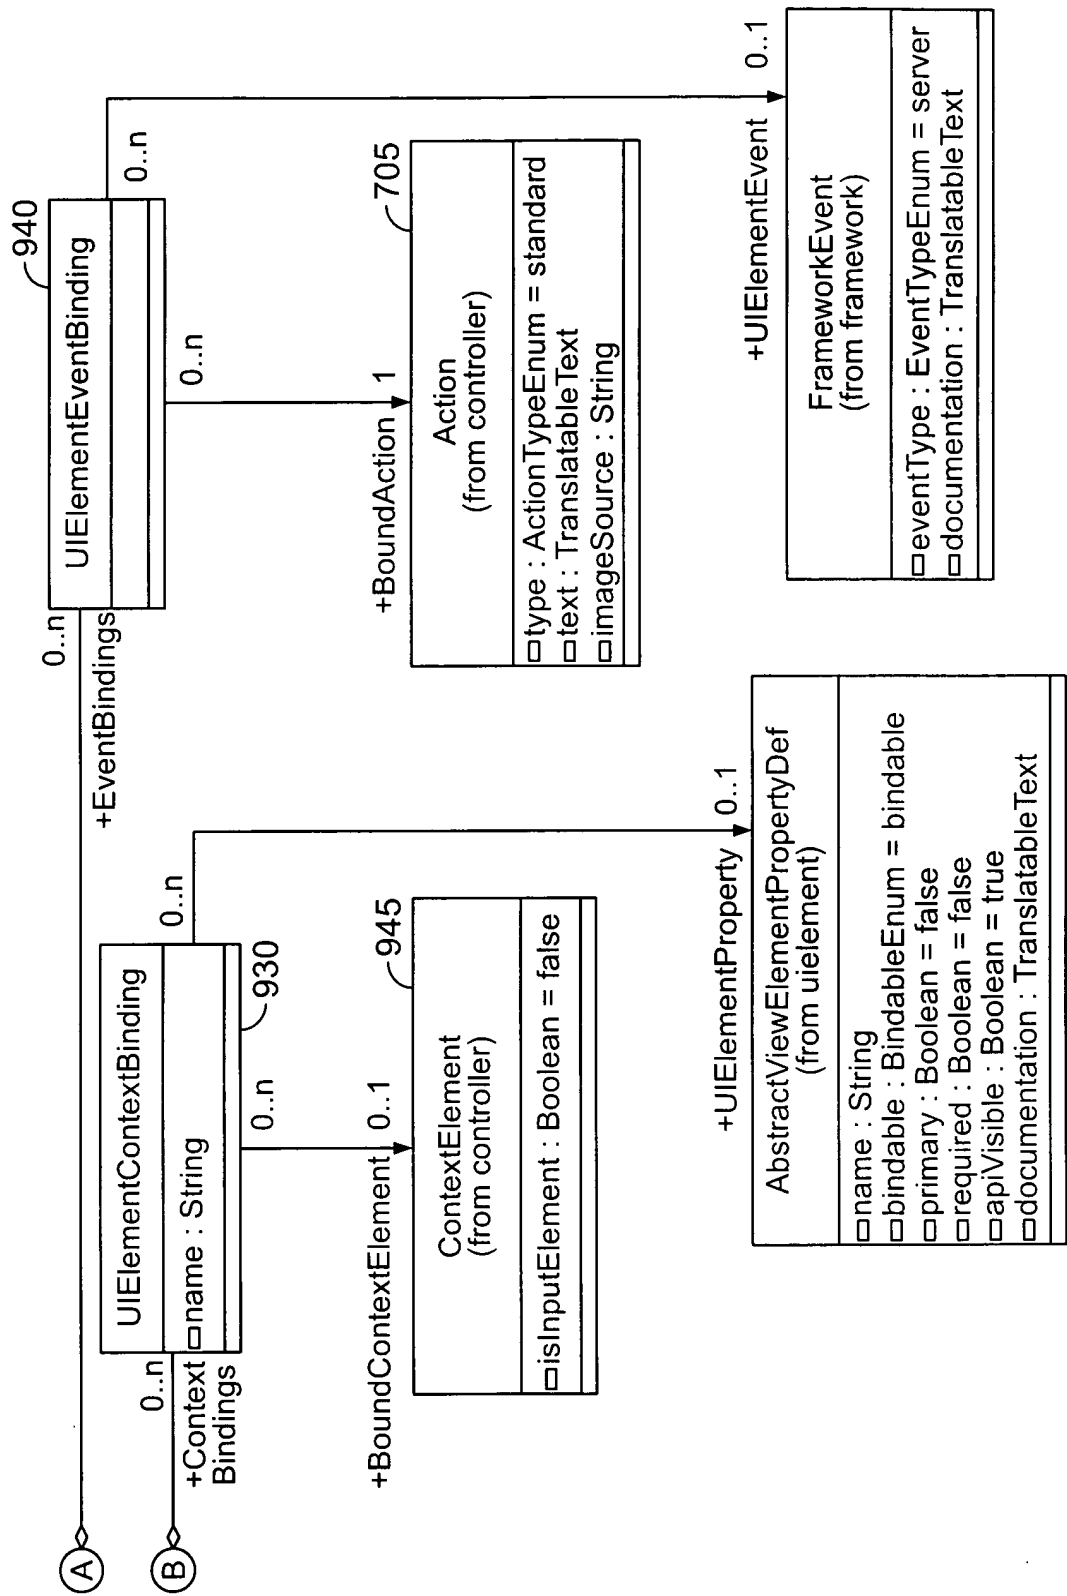 A
0..n
+EventBindings
UIElementEventBinding
940
0..n
0..n
B
0..n
+Context
Bindings
UIElementContextBinding
name : String
930
0..n
0..n
+BoundAction
1
Action
(from controller)
type : ActionTypeEnum = standard
text : TranslatableText
imageSource : String
705
+BoundContextElement
0..1
ContextElement
(from controller)
isInputElement : Boolean = false
945
+UIElementProperty
0..1
AbstractViewElementPropertyDef
(from uielement)
name : String
bindable : BindableEnum = bindable
primary : Boolean = false
required : Boolean = false
apiVisible : Boolean = true
documentation : TranslatableText
+UIElementEvent
0..1
FrameworkEvent
(from framework)
eventType : EventTypeEnum = server
documentation : TranslatableText